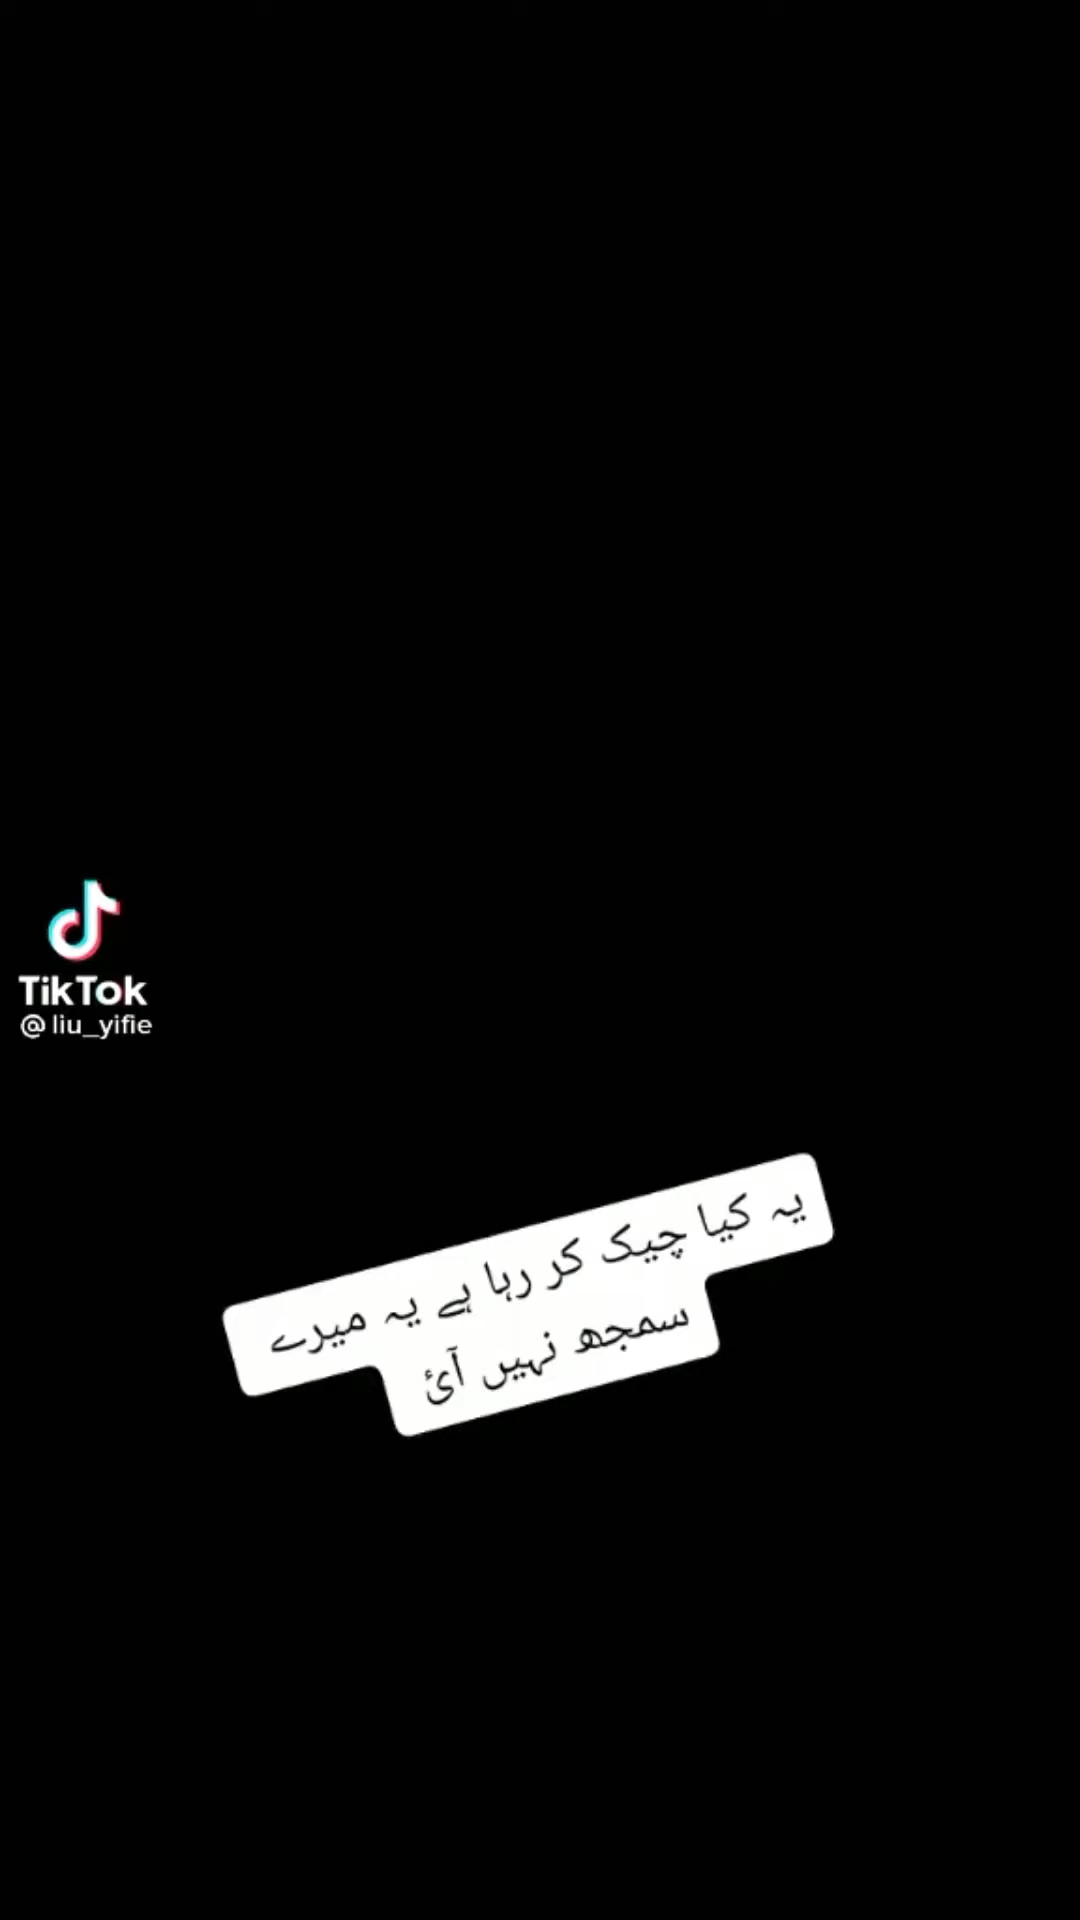 TikTok
@ liu_yifie
یہ کیا چیک کر رہا ہے یہ میرے
سمجھ نہیں آئ